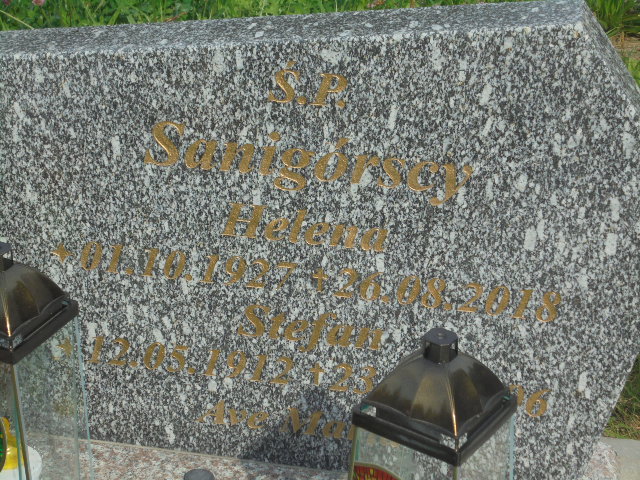 Ś.P.
Sanigórscy
Helena
* 01.10.1927 † 26.08.2018
Stefan
* 12.05.1912 † 23
Ave